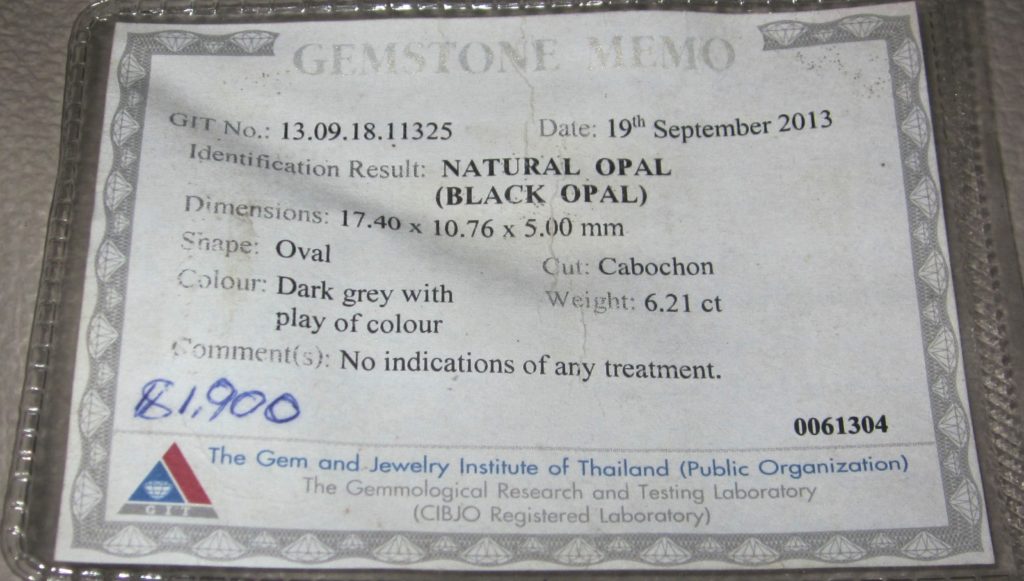 GEMSTONE MEMO
GIT No.: 13.09.18.11325 Date: 19th September 2013
Identification Result: NATURAL OPAL
(BLACK OPAL)
Dimensions: 17.40 x 10.76 x 5.00 mm
Shape: Oval Cut: Cabochon
Colour: Dark grey with Weight: 6.21 ct
play of colour
Comment(s): No indications of any treatment.
$1,900
0061304
The Gem and Jewelry Institute of Thailand (Public Organization)
The Gemmological Research and Testing Laboratory
(CIBJO Registered Laboratory)
GIT